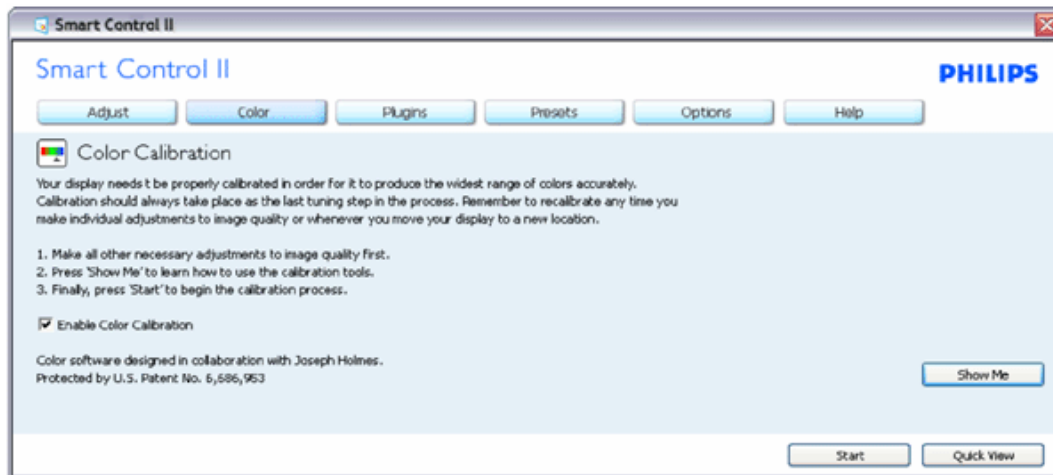 Smart Control II
Smart Control II
PHILIPS
Adjust
Color
Plugins
Presets
Options
Help
Color Calibration
Your display needs t be properly calibrated in order for it to produce the widest range of colors accurately.
Calibration should always take place as the last tuning step in the process. Remember to recalibrate any time you
make individual adjustments to image quality or whenever you move your display to a new location.
1. Make all other necessary adjustments to image quality first.
2. Press 'Show Me' to learn how to use the calibration tools.
3. Finally, press 'Start' to begin the calibration process.
Enable Color Calibration
Color software designed in collaboration with Joseph Holmes.
Protected by U.S. Patent No. 6,686,953
Show Me
Start
Quick View